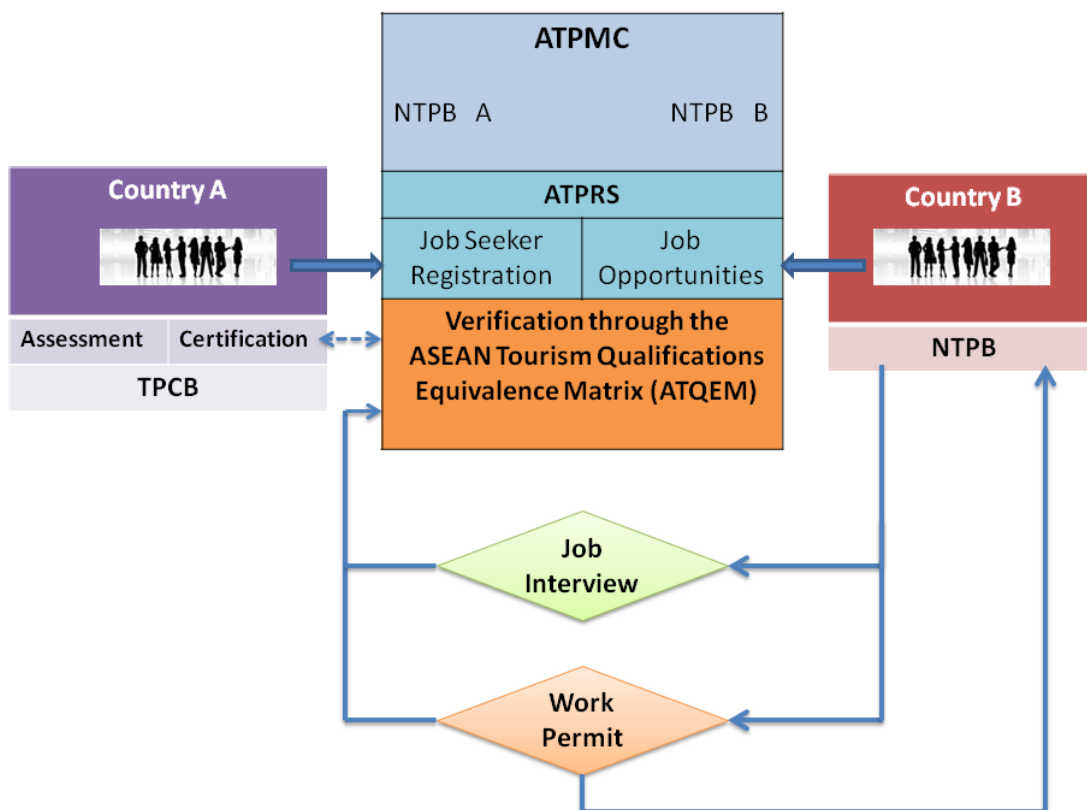 ATPMC
NTPB A
NTPB B
Country A
Country B
ATPRS
Job Seeker
Registration
Job
Opportunities
Assessment
Certification
TPCB
Verification through the
ASEAN Tourism Qualifications
Equivalence Matrix (ATQEM)
NTPB
Job
Interview
Work
Permit